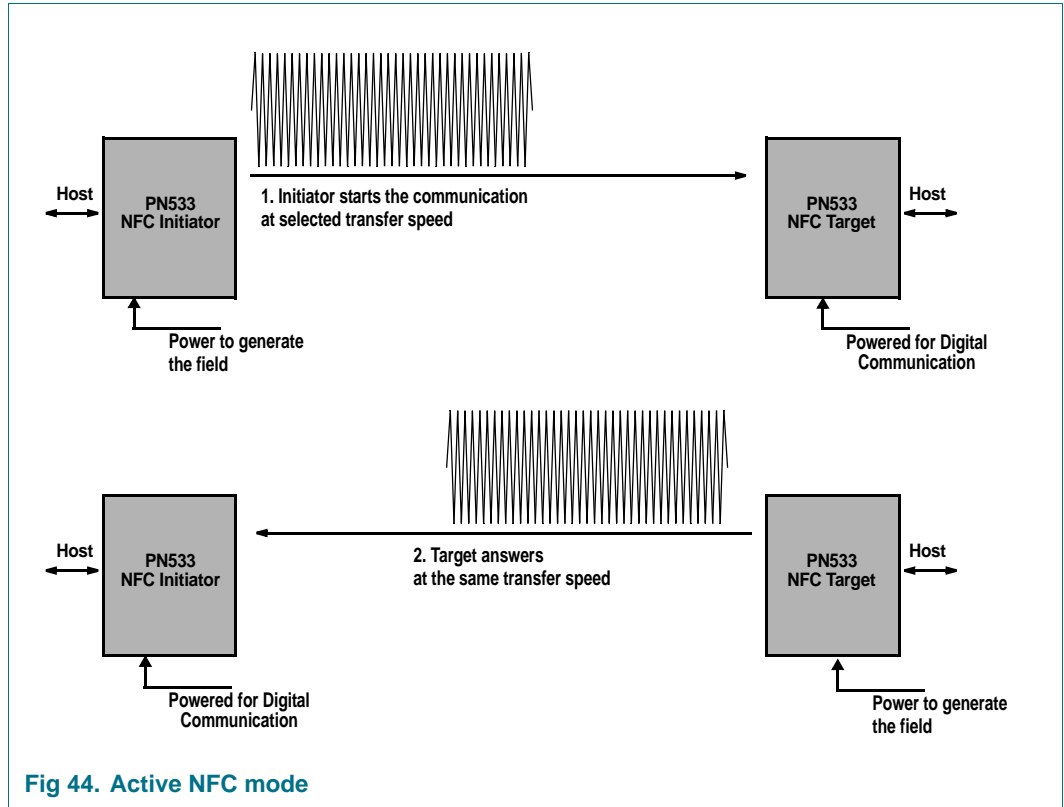 Host
PN533
NFC Initiator
1. Initiator starts the communication
at selected transfer speed
PN533
NFC Target
Host
Power to generate
the field
Powered for Digital
Communication
Host
PN533
NFC Initiator
2. Target answers
at the same transfer speed
PN533
NFC Target
Host
Powered for Digital
Communication
Power to generate
the field
Fig 44. Active NFC mode